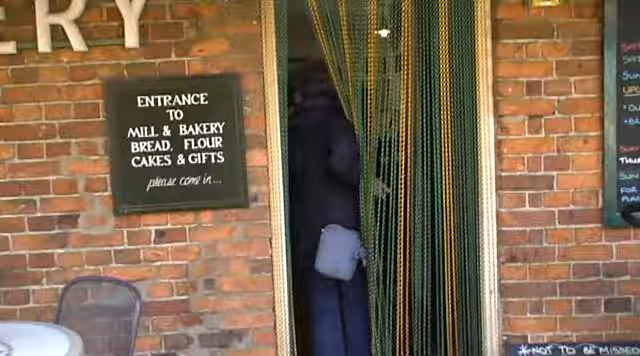 ERY
ENTRANCE
TO
MILL & BAKERY
BREAD, FLOUR
CAKES & GIFTS
please come in...
*NOT TO BE MISSED